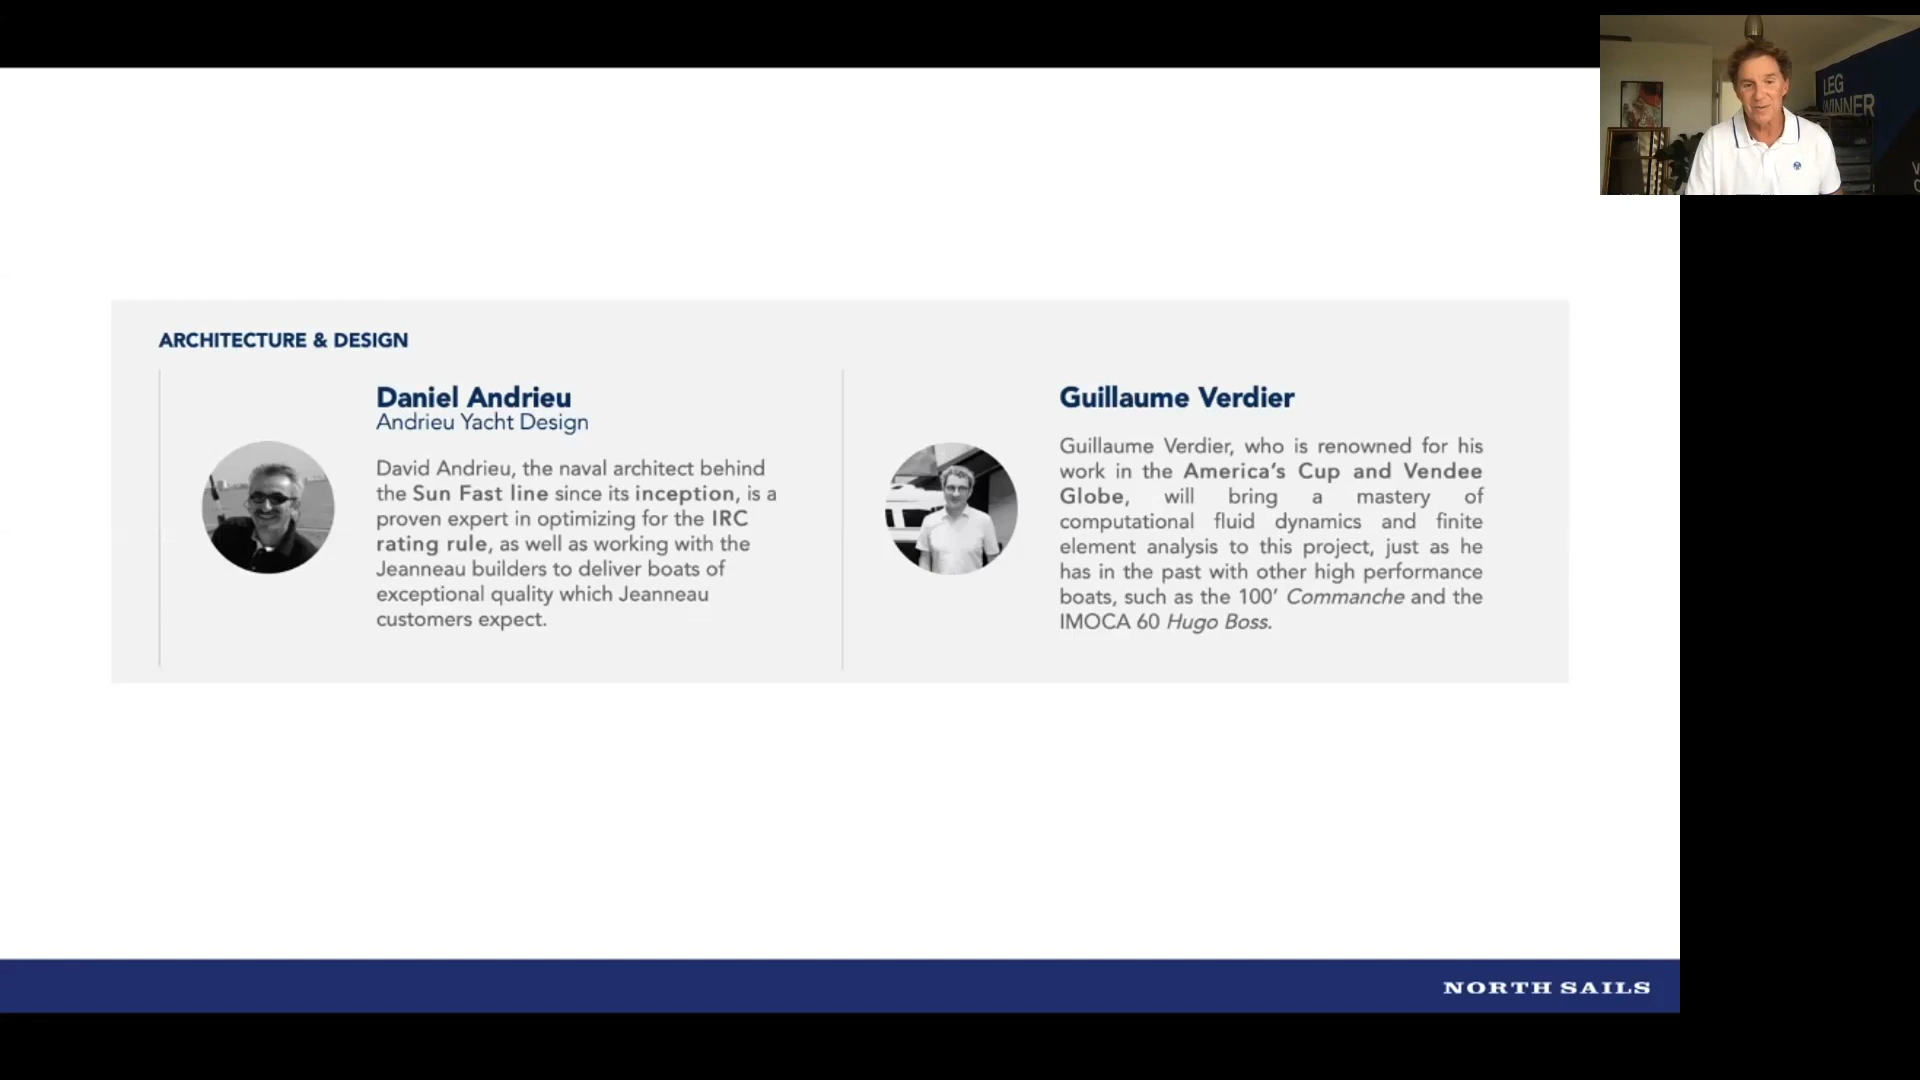 LEG
WINNER
ARCHITECTURE & DESIGN
Daniel Andrieu
Andrieu Yacht Design
David Andrieu, the naval architect behind
the Sun Fast line since its inception, is a
proven expert in optimizing for the IRC
rating rule, as well as working with the
Jeanneau builders to deliver boats of
exceptional quality which Jeanneau
customers expect.
Guillaume Verdier
Guillaume Verdier, who is renowned for his
work in the America's Cup and Vendee
Globe, will bring a mastery of
computational fluid dynamics and finite
element analysis to this project, just as he
has in the past with other high performance
boats, such as the 100' Commanche and the
IMOCA 60 Hugo Boss.
NORTH SAILS